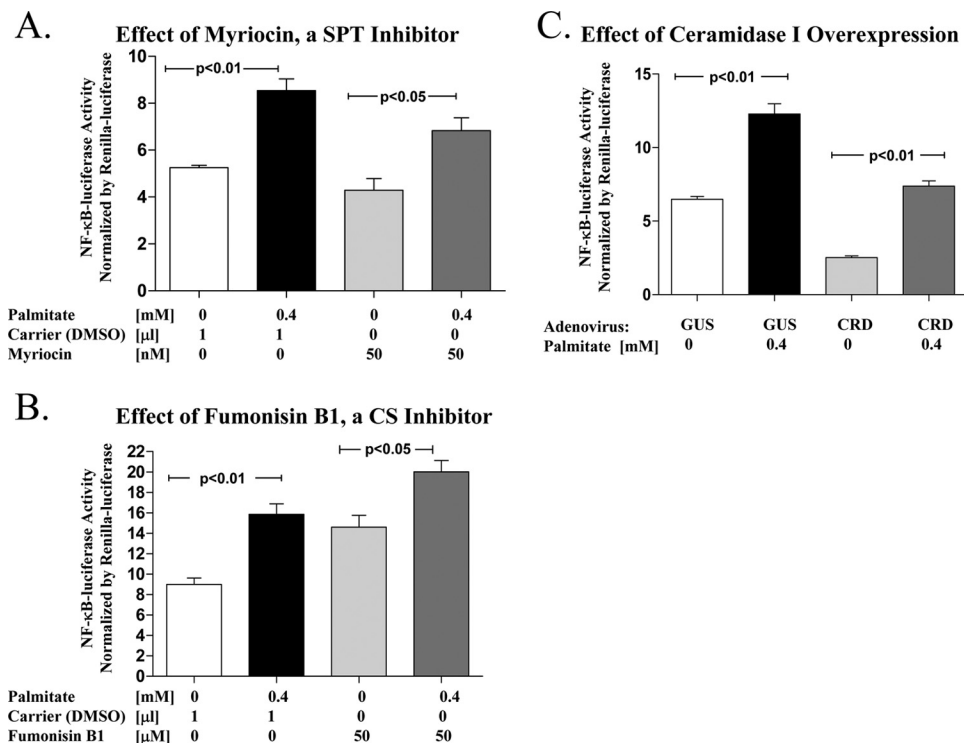 A.
Effect of Myriocin, a SPT Inhibitor
NF-κB-luciferase Activity
Normalized by Renilla-luciferase
10
8
6
4
2
0
p<0.01
p<0.05
Palmitate [mM] 0 0.4 0 0.4
Carrier (DMSO) [µl] 1 1 0 0
Myriocin [nM] 0 0 50 50
B.
Effect of Fumonisin B1, a CS Inhibitor
NF-κB-luciferase Activity
Normalized by Renilla-luciferase
22
20
18
16
14
12
10
8
6
4
2
0
p<0.01
p<0.05
Palmitate [mM] 0 0.4 0 0.4
Carrier (DMSO) [µl] 1 1 0 0
Fumonisin B1 [µM] 0 0 50 50
C.
Effect of Ceramidase I Overexpression
NF-κB-luciferase Activity
Normalized by Renilla-luciferase
15
10
5
0
p<0.01
p<0.01
Adenovirus: GUS GUS CRD CRD
Palmitate [mM] 0 0.4 0 0.4